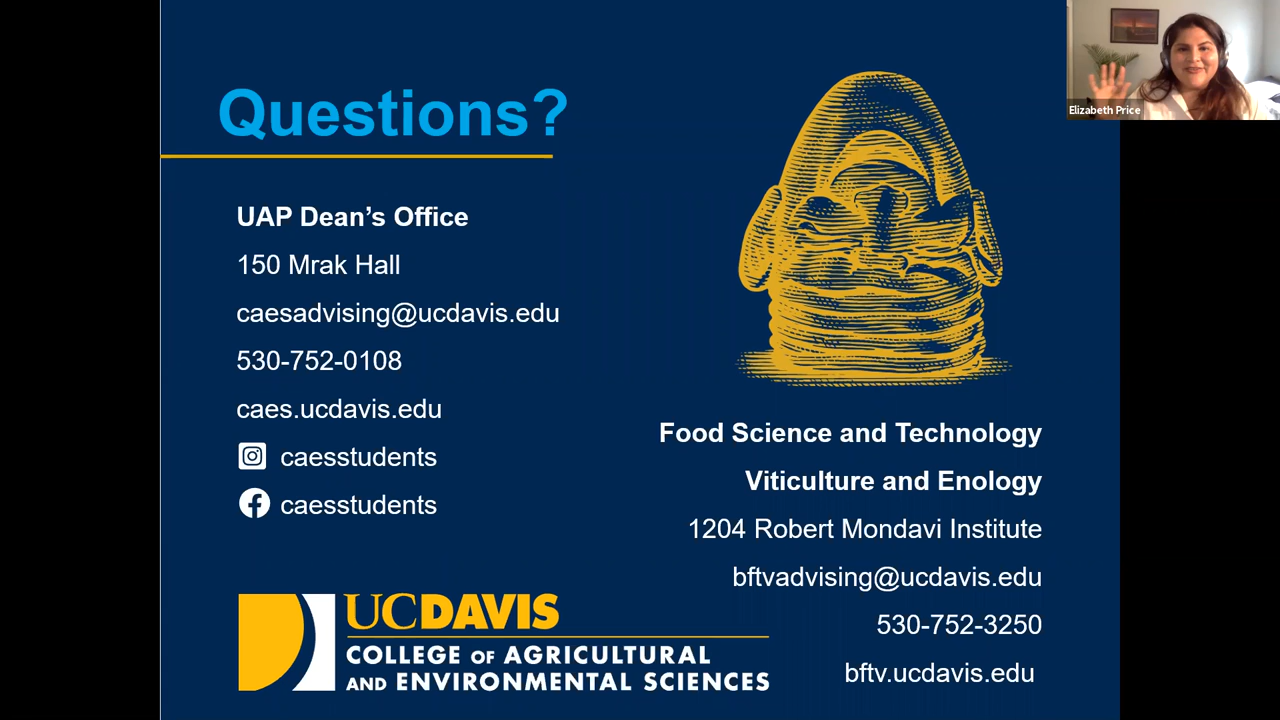 Questions?
UAP Dean’s Office
150 Mrak Hall
caesadvising@ucdavis.edu
530-752-0108
caes.ucdavis.edu
caesstudents
caesstudents
Food Science and Technology
Viticulture and Enology
1204 Robert Mondavi Institute
bftvadvising@ucdavis.edu
530-752-3250
bftv.ucdavis.edu
UCDAVIS
COLLEGE OF AGRICULTURAL
AND ENVIRONMENTAL SCIENCES
Elizabeth Price